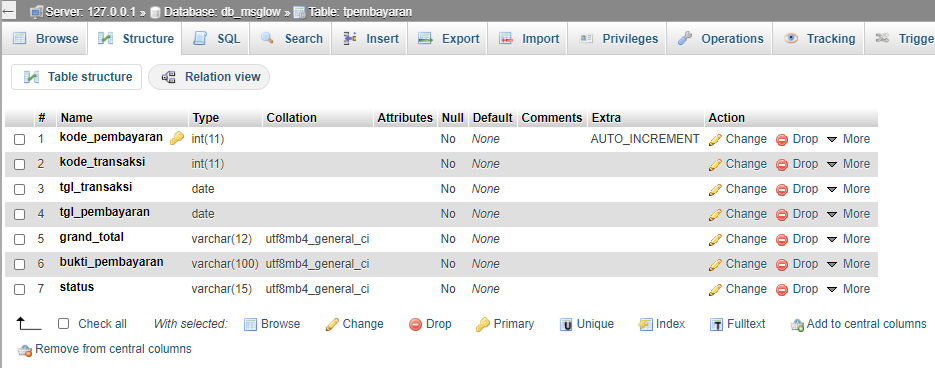 Server: 127.0.0.1 » Database: db_msglow » Table: tpembayaran
Browse Structure SQL Search Insert Export Import Privileges Operations Tracking Trigge
Table structure Relation view
# Name Type Collation Attributes Null Default Comments Extra Action
1 kode_pembayaran int(11) No None AUTO_INCREMENT Change Drop More
2 kode_transaksi int(11) No None Change Drop More
3 tgl_transaksi date No None Change Drop More
4 tgl_pembayaran date No None Change Drop More
5 grand_total varchar(12) utf8mb4_general_ci No None Change Drop More
6 bukti_pembayaran varchar(100) utf8mb4_general_ci No None Change Drop More
7 status varchar(15) utf8mb4_general_ci No None Change Drop More
Check all With selected: Browse Change Drop Primary Unique Index Fulltext Add to central columns
Remove from central columns